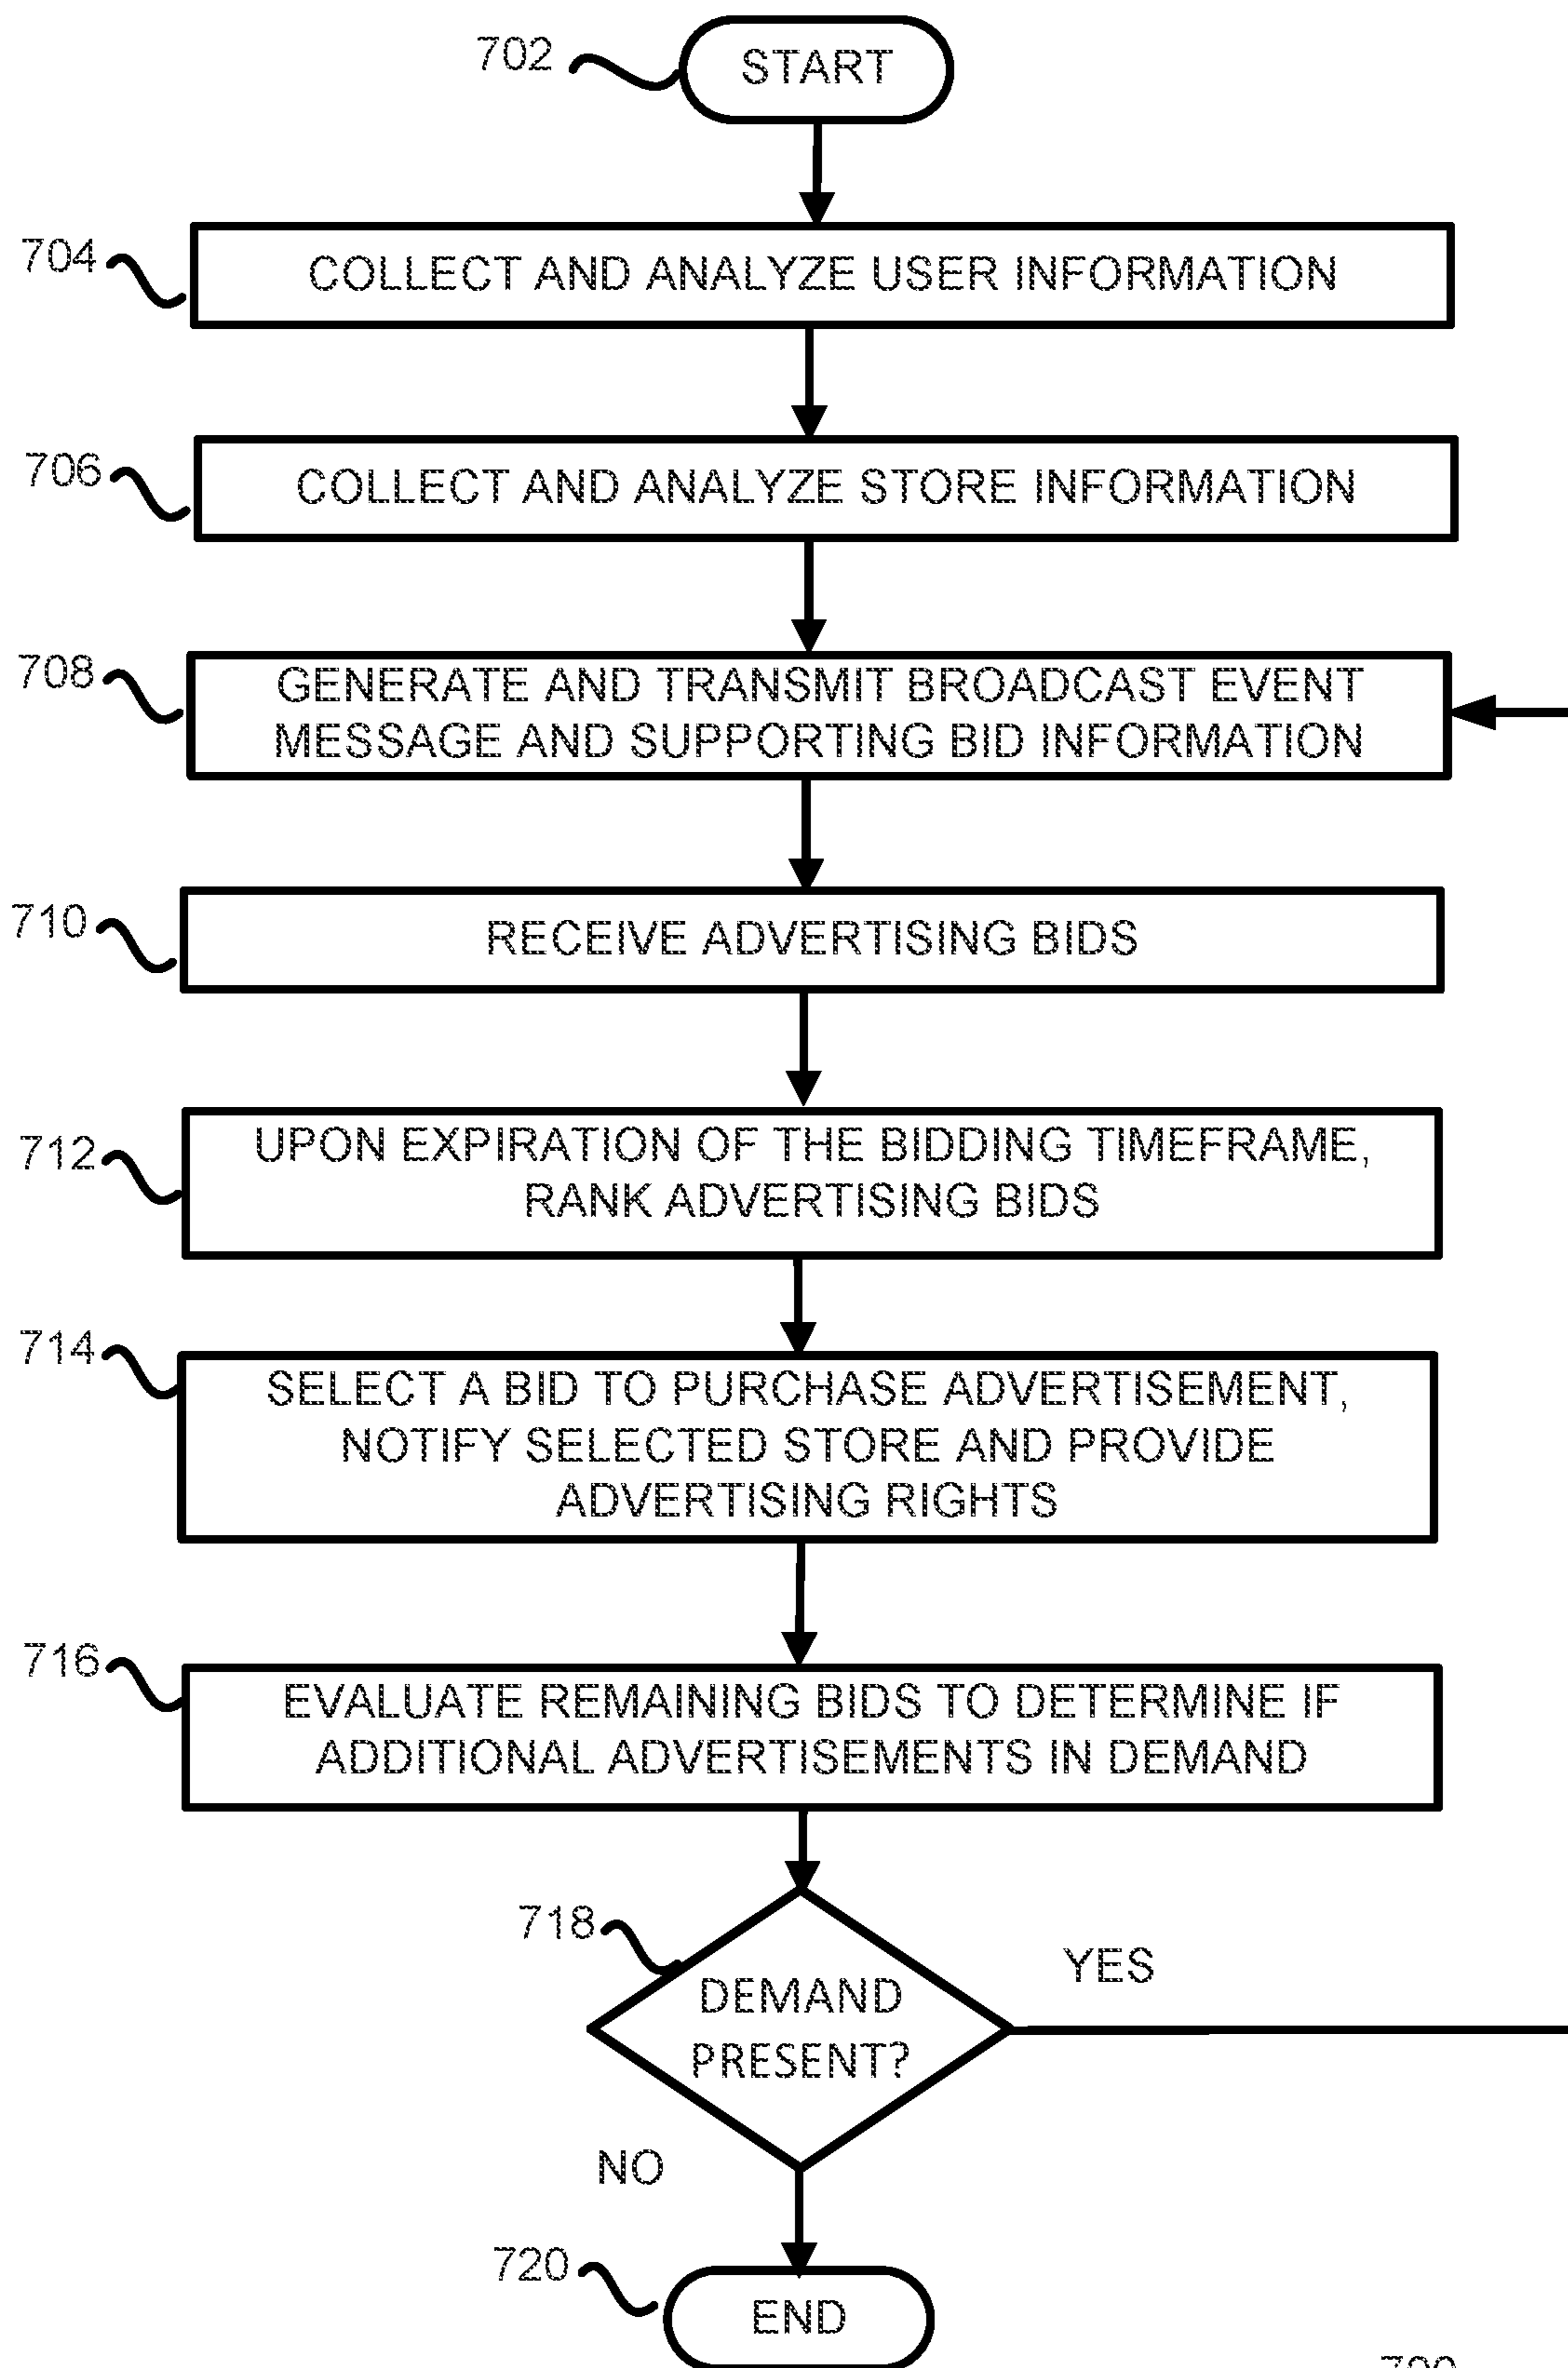 702
START
704
COLLECT AND ANALYZE USER INFORMATION
706
COLLECT AND ANALYZE STORE INFORMATION
708
GENERATE AND TRANSMIT BROADCAST EVENT
MESSAGE AND SUPPORTING BID INFORMATION
710
RECEIVE ADVERTISING BIDS
712
UPON EXPIRATION OF THE BIDDING TIMEFRAME,
RANK ADVERTISING BIDS
714
SELECT A BID TO PURCHASE ADVERTISEMENT,
NOTIFY SELECTED STORE AND PROVIDE
ADVERTISING RIGHTS
716
EVALUATE REMAINING BIDS TO DETERMINE IF
ADDITIONAL ADVERTISEMENTS IN DEMAND
718
YES
DEMAND
PRESENT?
NO
720
END